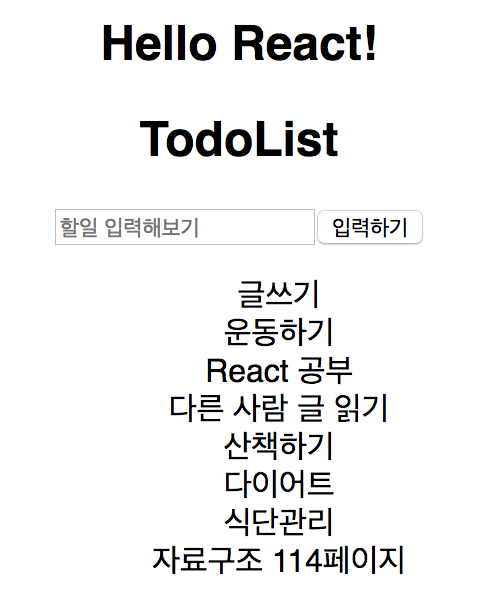 Hello React!
TodoList
할일 입력해보기 입력하기
글쓰기
운동하기
React 공부
다른 사람 글 읽기
산책하기
다이어트
식단관리
자료구조 114페이지